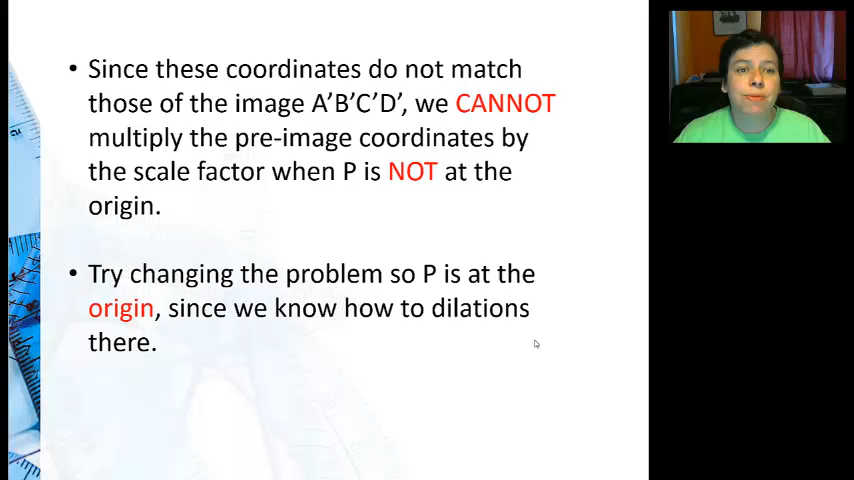 • Since these coordinates do not match
those of the image A’B’C’D’, we CANNOT
multiply the pre-image coordinates by
the scale factor when P is NOT at the
origin.
• Try changing the problem so P is at the
origin, since we know how to dilations
there.